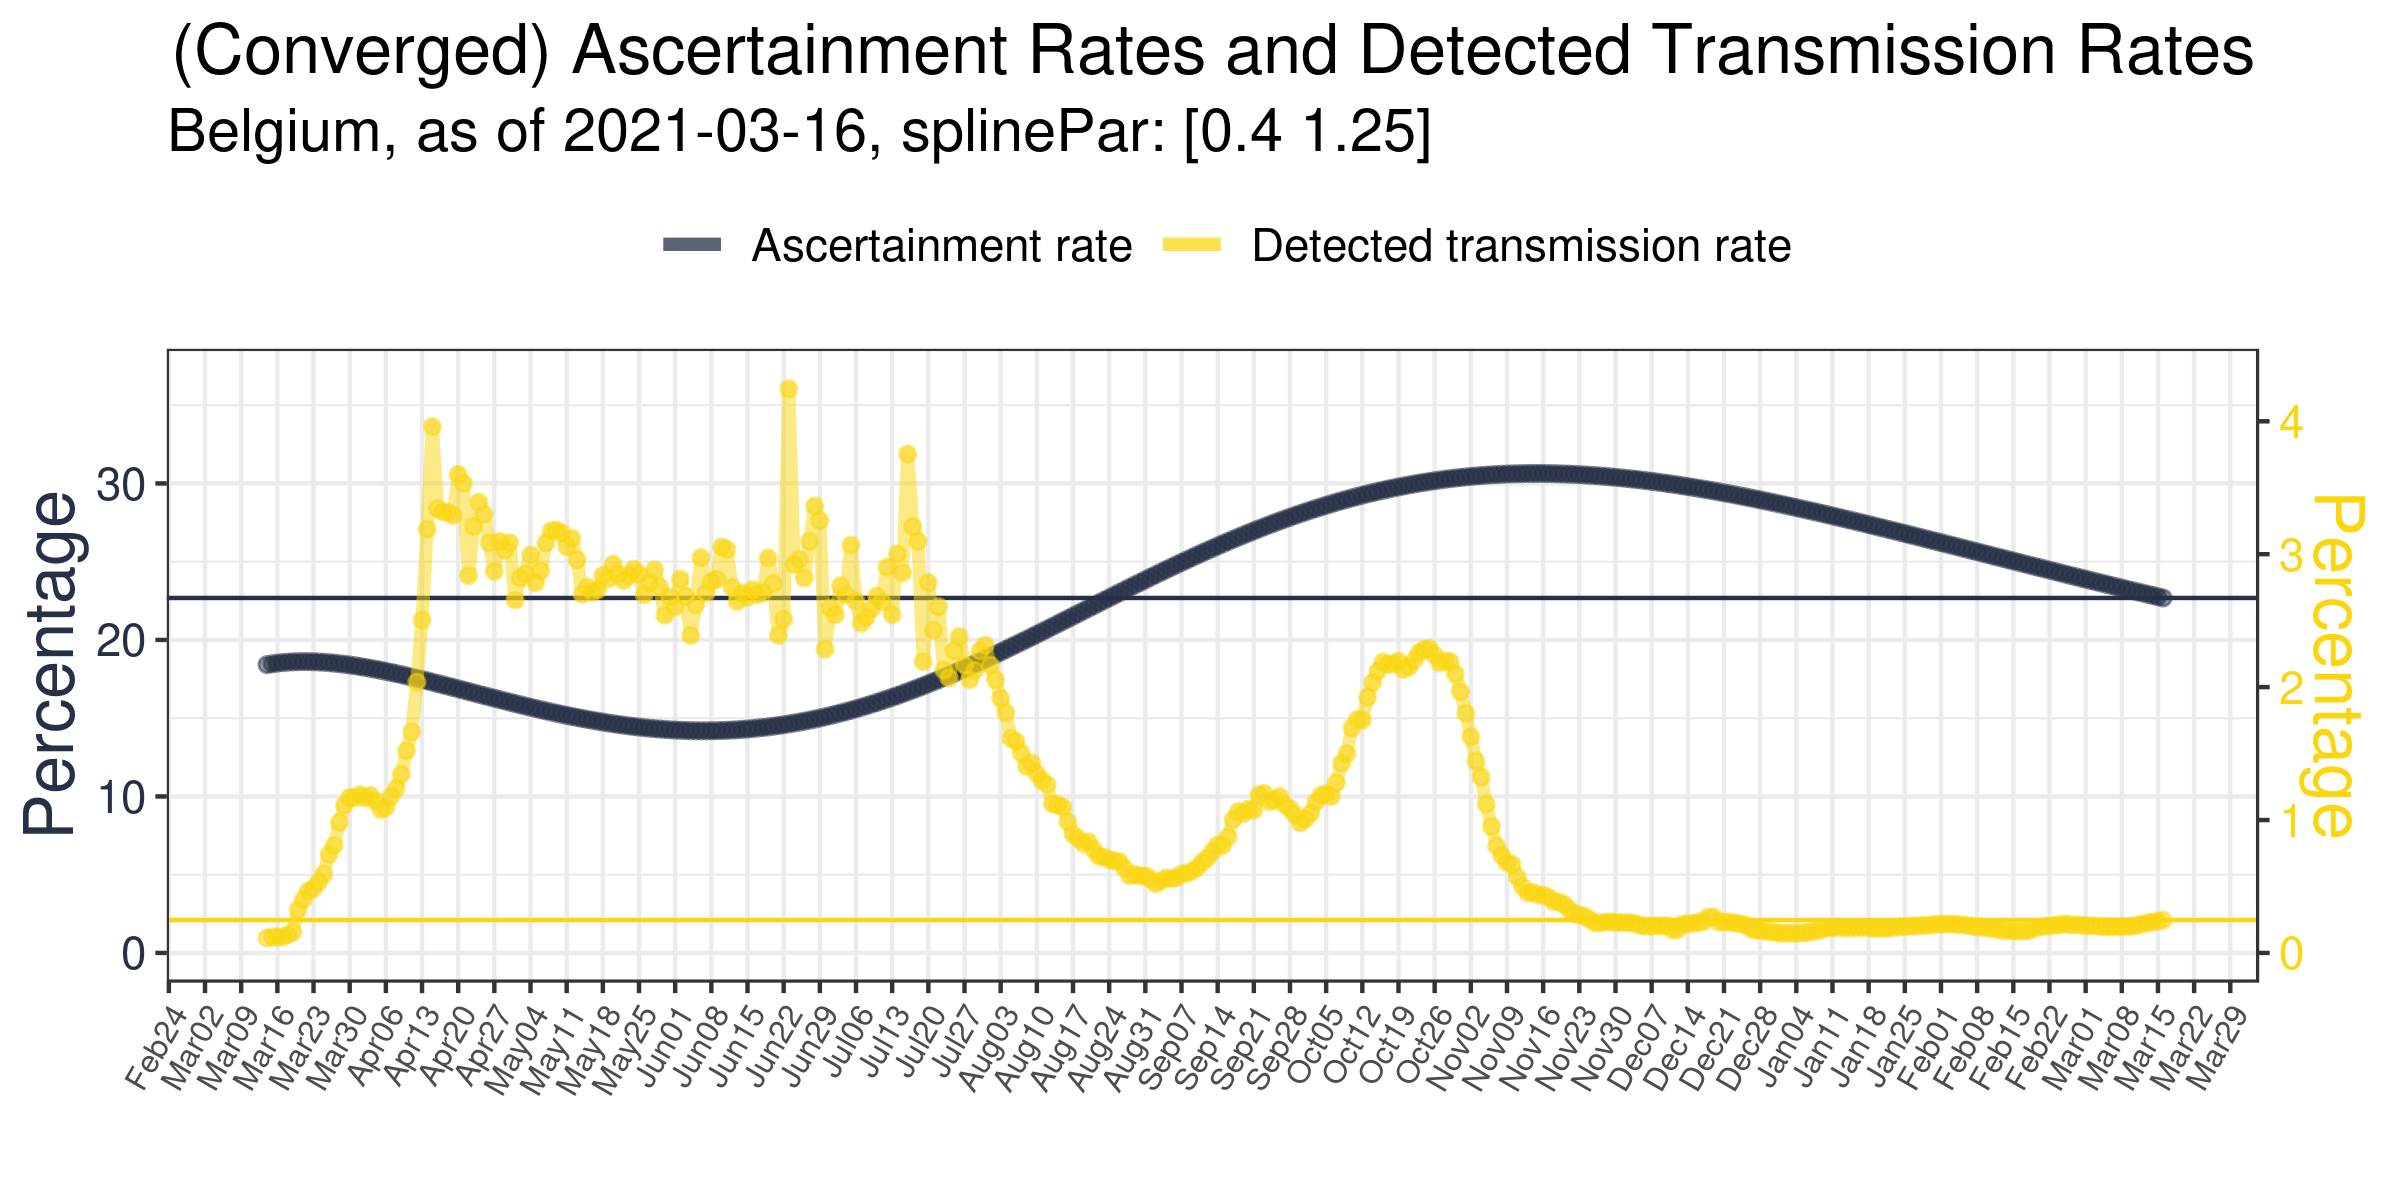 (Converged) Ascertainment Rates and Detected Transmission Rates
Belgium, as of 2021-03-16, splinePar: [0.4 1.25]
Ascertainment rate
Detected transmission rate
Percentage
30
20
10
0
4
3
2
1
0
Percentage
Feb24
Mar02
Mar09
Mar16
Mar23
Mar30
Apr06
Apr13
Apr20
Apr27
May04
May11
May18
May25
Jun01
Jun08
Jun15
Jun22
Jun29
Jul06
Jul13
Jul20
Jul27
Aug03
Aug10
Aug17
Aug24
Aug31
Sep07
Sep14
Sep21
Sep28
Oct05
Oct12
Oct19
Oct26
Nov02
Nov09
Nov16
Nov23
Nov30
Dec07
Dec14
Dec21
Dec28
Jan04
Jan11
Jan18
Jan25
Feb01
Feb08
Feb15
Feb22
Mar01
Mar08
Mar15
Mar22
Mar29